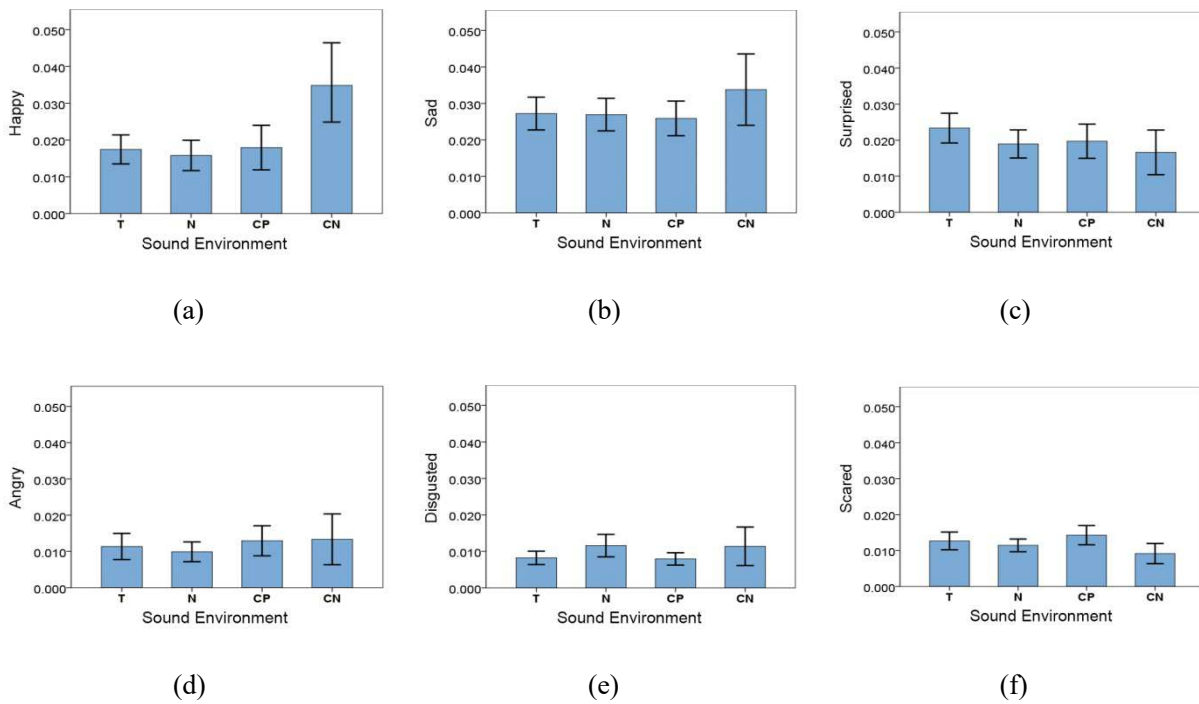 Happy
0.050
0.040
0.030
0.020
0.010
0.000
T N CP CN
Sound Environment
(a)
Sad
0.050
0.040
0.030
0.020
0.010
0.000
T N CP CN
Sound Environment
(b)
Surprised
0.050
0.040
0.030
0.020
0.010
0.000
T N CP CN
Sound Environment
(c)
Angry
0.050
0.040
0.030
0.020
0.010
0.000
T N CP CN
Sound Environment
(d)
Disgusted
0.050
0.040
0.030
0.020
0.010
0.000
T N CP CN
Sound Environment
(e)
Scared
0.050
0.040
0.030
0.020
0.010
0.000
T N CP CN
Sound Environment
(f)